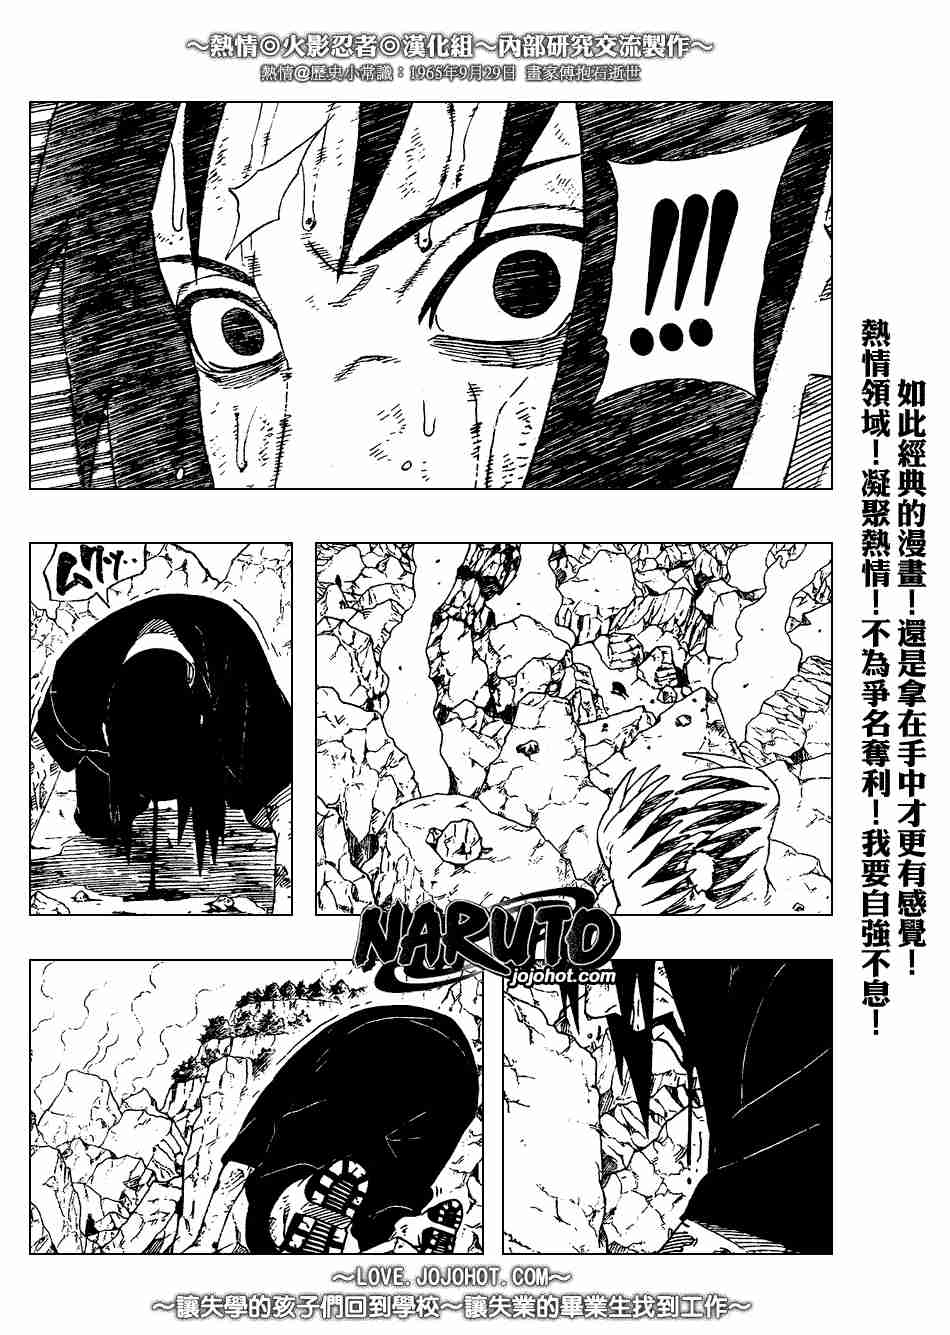 ～熱情◎火影忍者◎漢化組～內部研究交流製作～
熱情@歷史小常識：1965年9月29日 畫家傅抱石逝世
!!!
如此經典的漫畫！還是拿在手中才更有感覺！
熱情領域！凝聚熱情！不為爭名奪利！我要自強不息！
NARUTO
jojohot.com
～LOVE.JOJOHOT.COM～
～讓失學的孩子們回到學校～讓失業的畢業生找到工作～